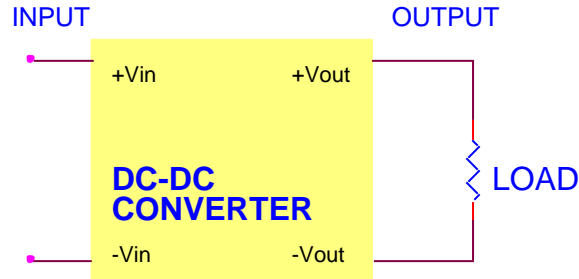 INPUT OUTPUT
+Vin +Vout
DC-DC
CONVERTER
LOAD
-Vin -Vout